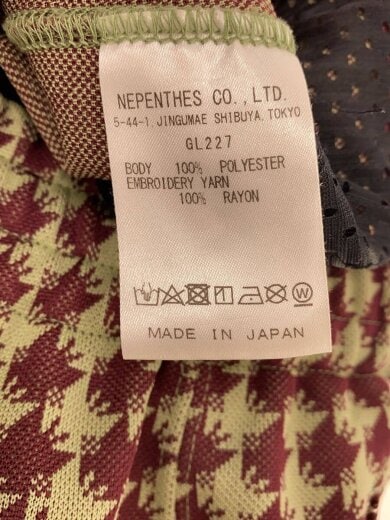 NEPENTHES CO.,LTD.
5-44-1.JINGUMAE SHIBUYA.TOKYO
GL227
BODY 100% POLYESTER
EMBROIDERY YARN
100% RAYON
W
MADE IN JAPAN